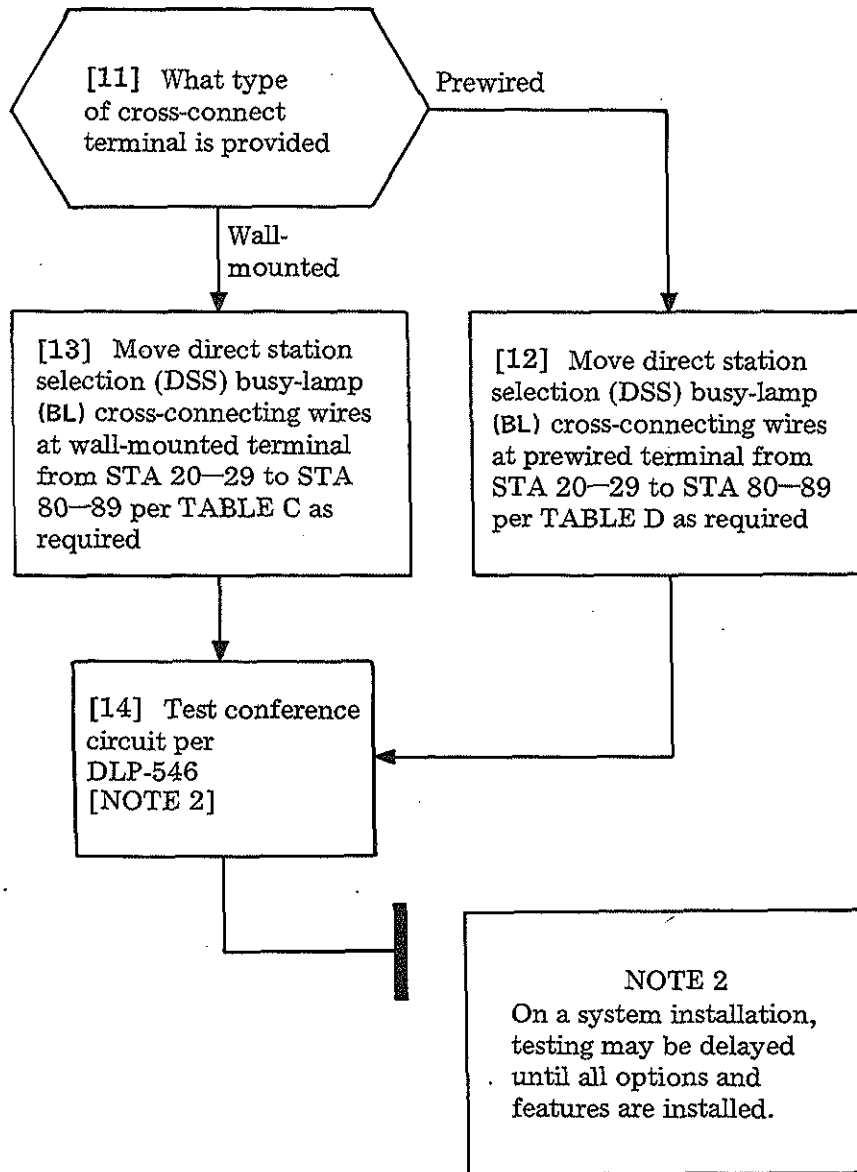 [11] What type
of cross-connect
terminal is provided
Prewired
Wall-
mounted
[13] Move direct station
selection (DSS) busy-lamp
(BL) cross-connecting wires
at wall-mounted terminal
from STA 20—29 to STA
80—89 per TABLE C as
required
[12] Move direct station
selection (DSS) busy-lamp
(BL) cross-connecting wires
at prewired terminal from
STA 20—29 to STA 80—89
per TABLE D as required
[14] Test conference
circuit per
DLP-546
[NOTE 2]
NOTE 2
On a system installation,
testing may be delayed
until all options and
features are installed.